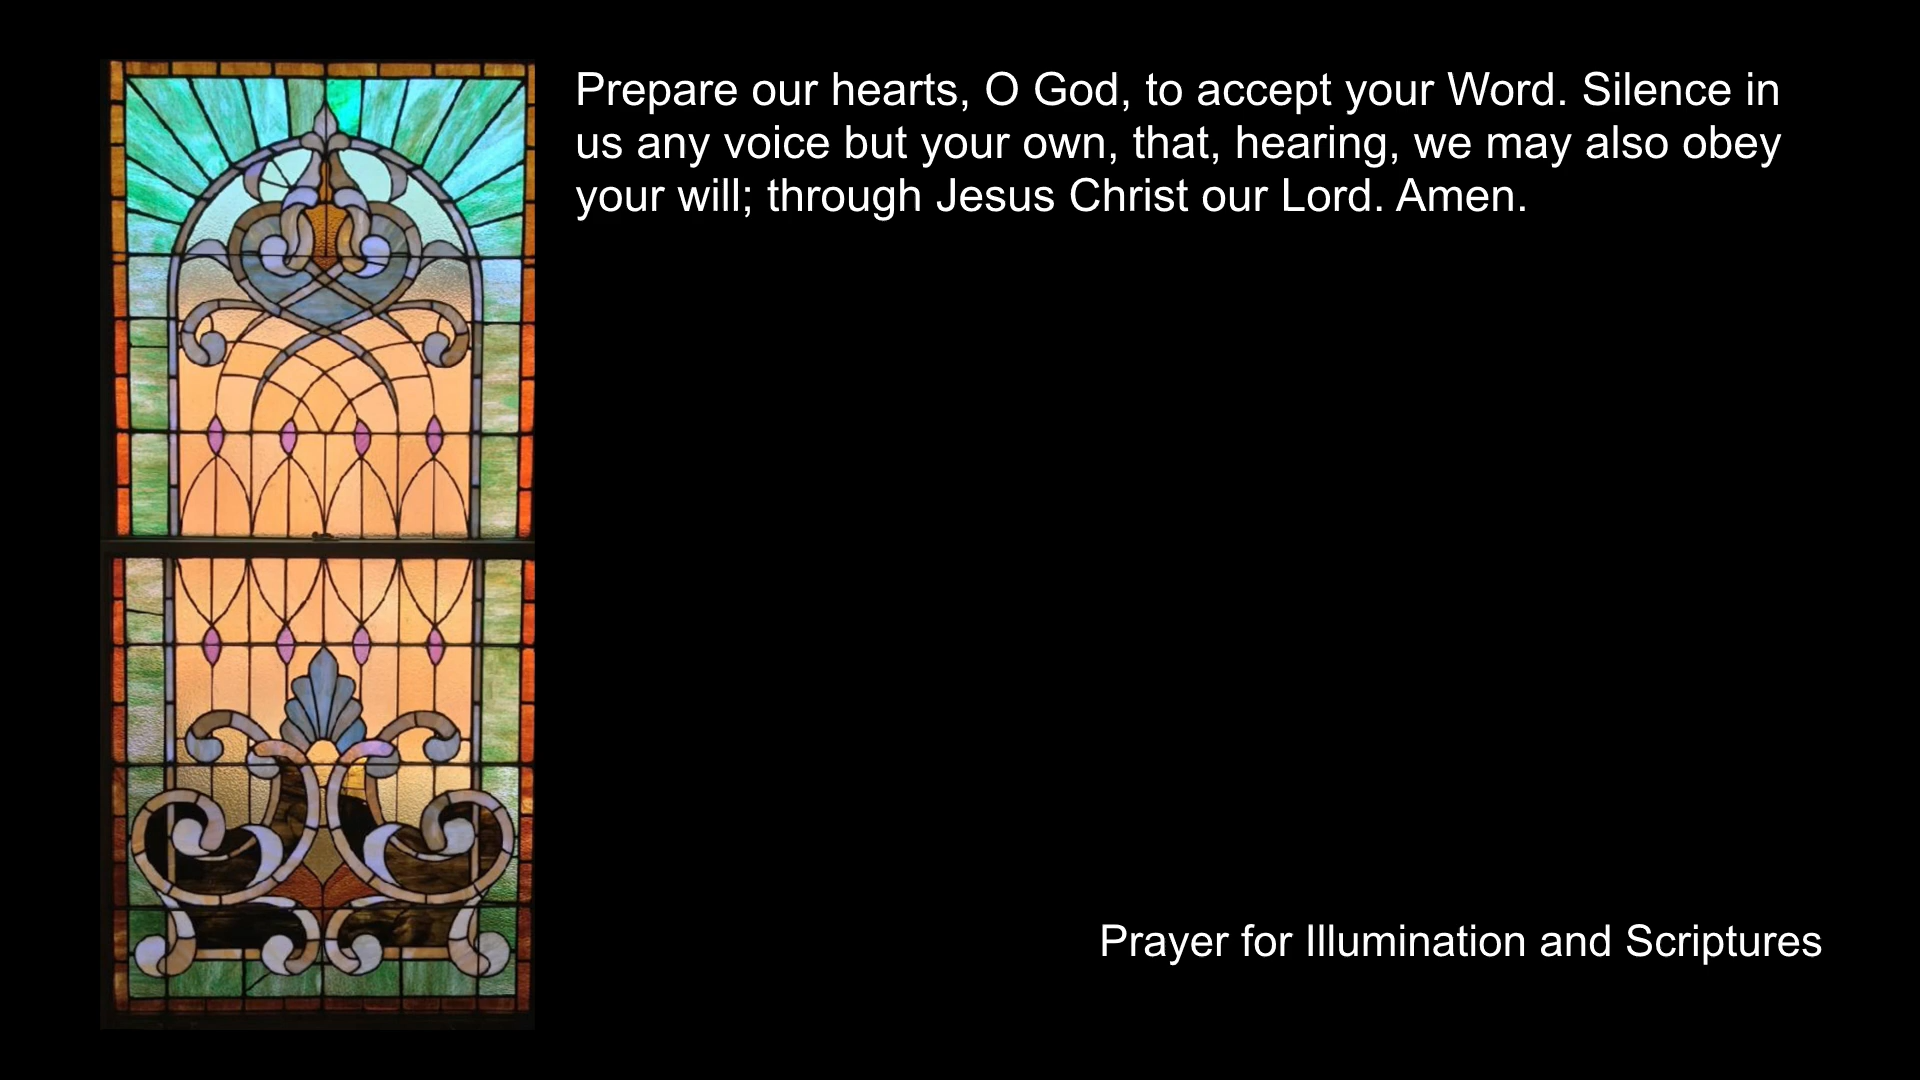 Prepare our hearts, O God, to accept your Word. Silence in
us any voice but your own, that, hearing, we may also obey
your will; through Jesus Christ our Lord. Amen.
Prayer for Illumination and Scriptures